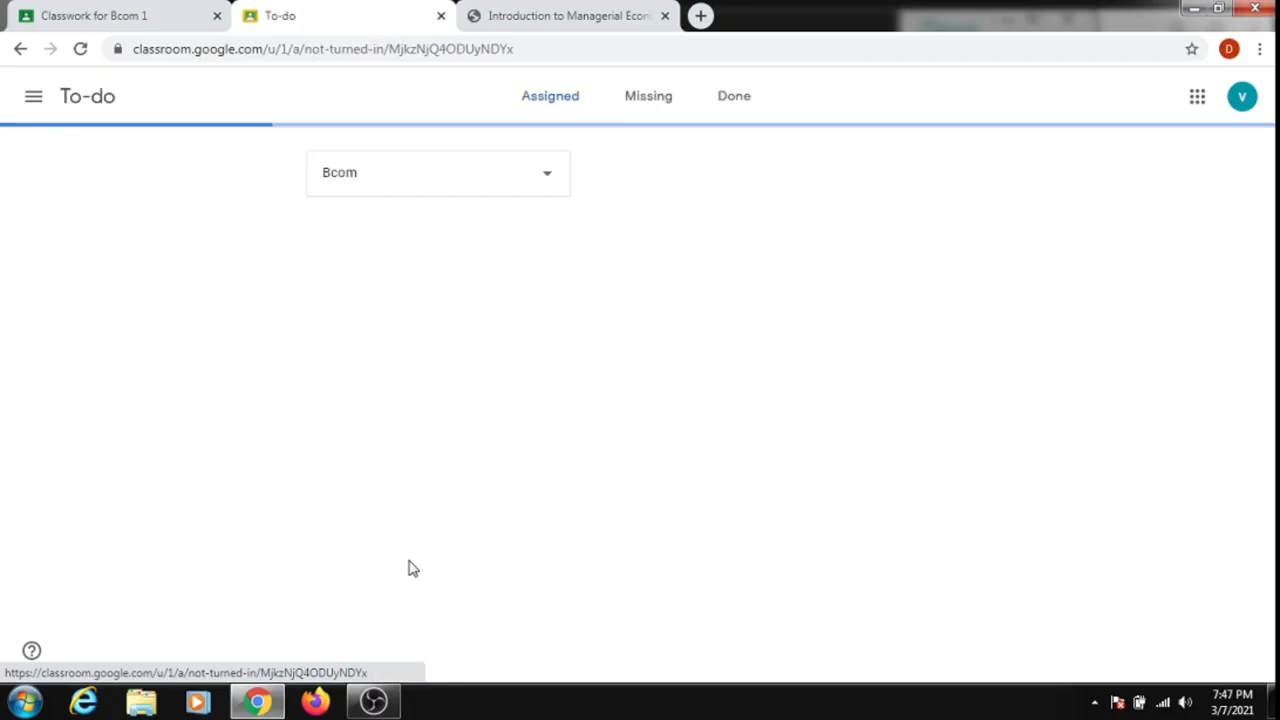 Classwork for Bcom 1
To-do
Introduction to Managerial Econ
classroom.google.com/u/1/a/not-turned-in/MjkzNjQ4ODUyNDYx
D
To-do
Assigned
Missing
Done
v
Bcom
https://classroom.google.com/u/1/a/not-turned-in/MjkzNjQ4ODUyNDYx
7:47 PM
3/7/2021